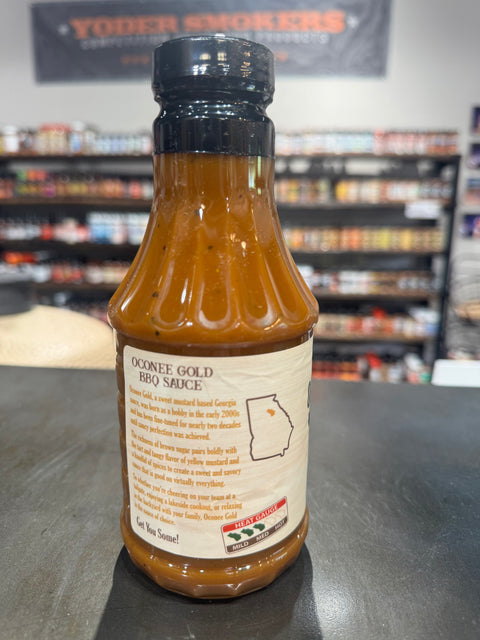 YODER SMOKERS
OCONEE GOLD
BBQ SAUCE
Oconee Gold, a sweet mustard based Georgia
sauce, was born as a hobby in the early 2000s
and has been fine-tuned for nearly two decades
until saucy perfection was achieved.
The richness of brown sugar pairs boldly with
the tart and tangy flavor of yellow mustard and
a handful of spices to create a sweet and savory
sauce that is good on virtually everything.
So whether you're cheering on your team at a
enjoying a lakeside cookout, or relaxing
in the backyard with your family, Oconee Gold
is the sauce of choice.
Get You Some!
HEAT GAUGE
MILD MED HOT